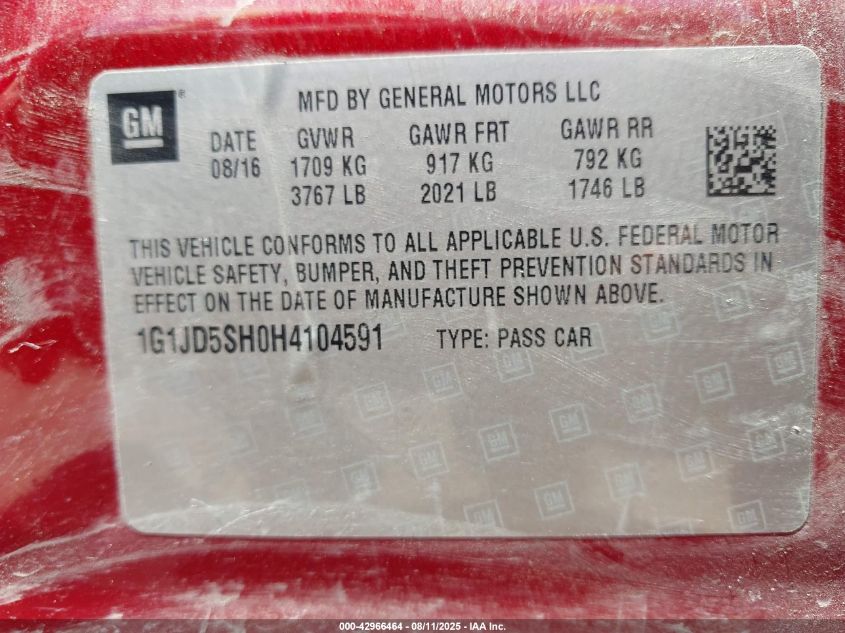 GM®
MFD BY GENERAL MOTORS LLC
DATE GVWR GAWR FRT GAWR RR
08/16 1709 KG 917 KG 792 KG
3767 LB 2021 LB 1746 LB
THIS VEHICLE CONFORMS TO ALL APPLICABLE U.S. FEDERAL MOTOR
VEHICLE SAFETY, BUMPER, AND THEFT PREVENTION STANDARDS IN
EFFECT ON THE DATE OF MANUFACTURE SHOWN ABOVE.
1G1JD5SH0H4104591 TYPE: PASS CAR
000-42966464 - 08/11/2025 - IAA Inc.